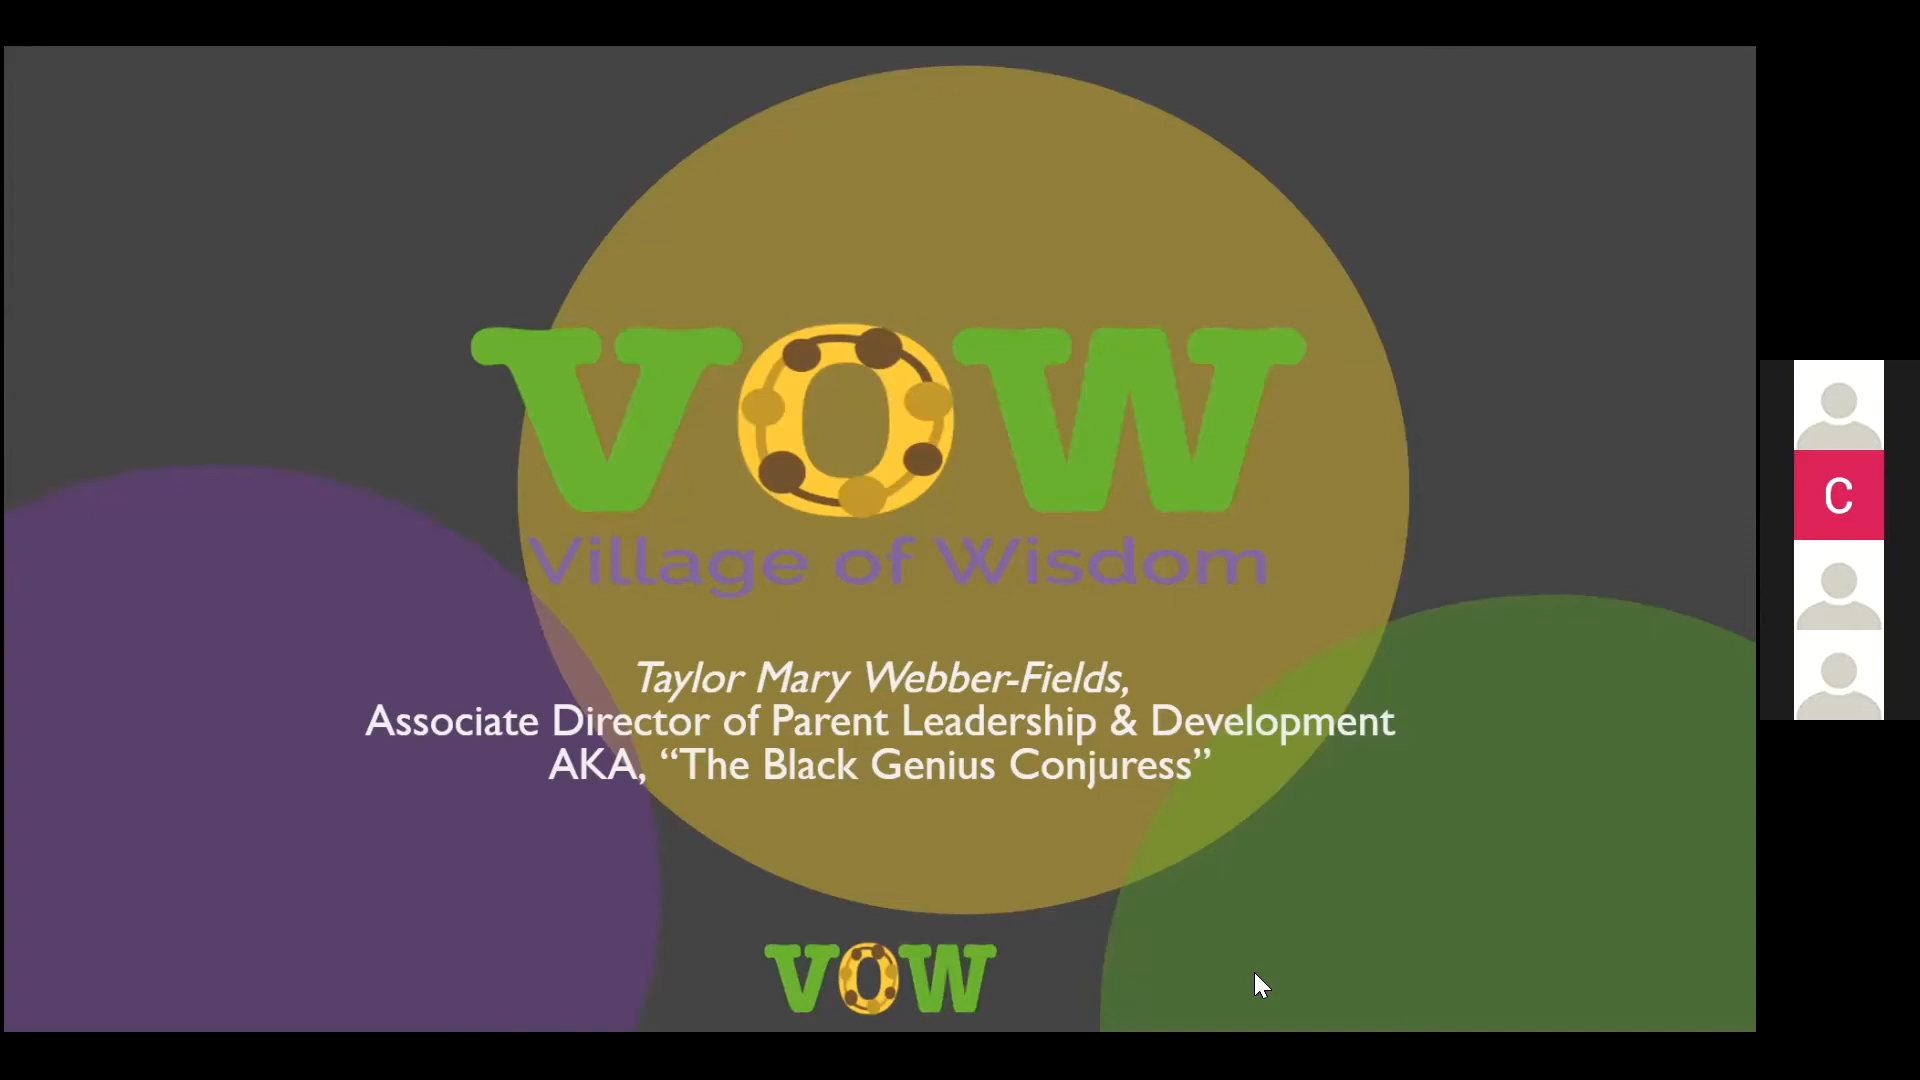 VOW
Village of Wisdom
Taylor Mary Webber-Fields,
Associate Director of Parent Leadership & Development
AKA, “The Black Genius Conjuress”
VOW
C